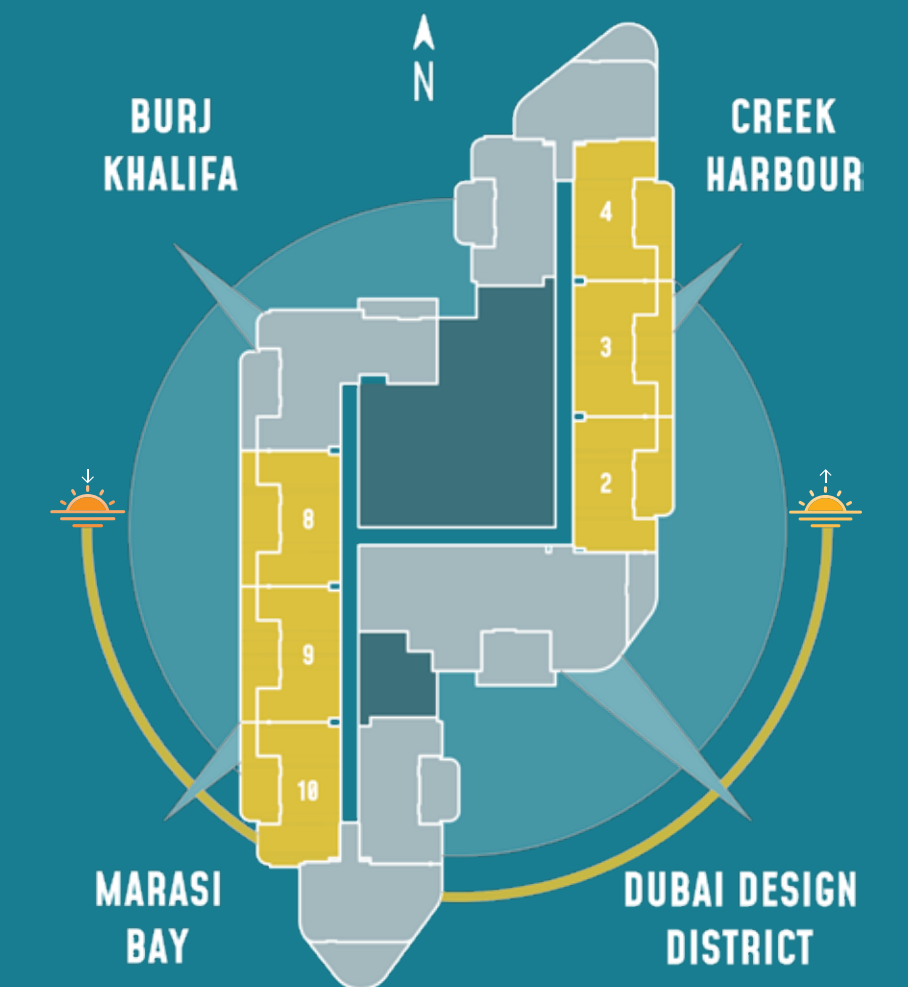 N
BURJ
KHALIFA
CREEK
HARBOUR
4
3
2
8
9
10
MARASI
BAY
DUBAI DESIGN
DISTRICT